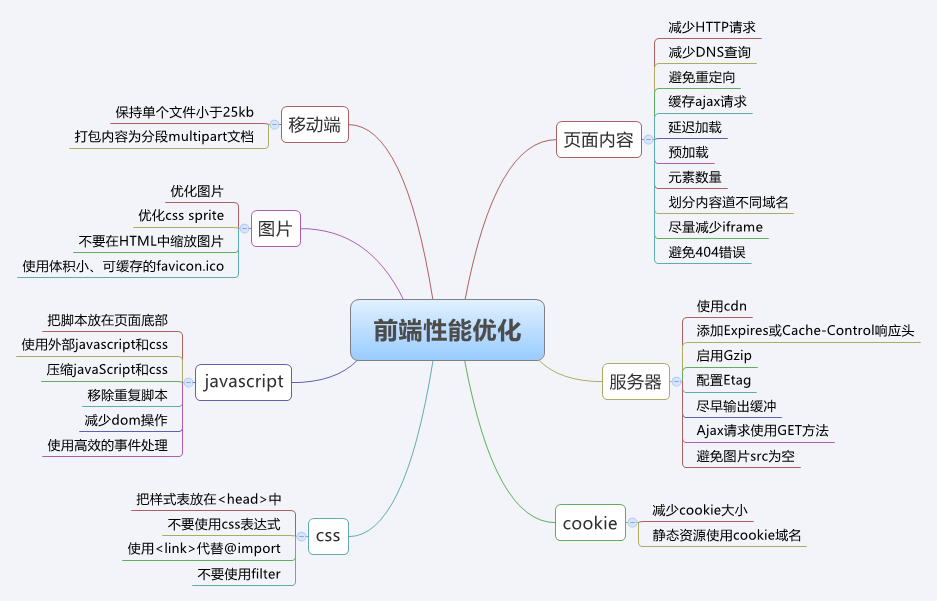 前端性能优化
页面内容
减少HTTP请求
减少DNS查询
避免重定向
缓存ajax请求
延迟加载
预加载
元素数量
划分内容道不同域名
尽量减少iframe
避免404错误
服务器
使用cdn
添加Expires或Cache-Control响应头
启用Gzip
配置Etag
尽早输出缓冲
Ajax请求使用GET方法
避免图片src为空
cookie
减少cookie大小
静态资源使用cookie域名
移动端
保持单个文件小于25kb
打包内容为分段multipart文档
图片
优化图片
优化css sprite
不要在HTML中缩放图片
使用体积小、可缓存的favicon.ico
javascript
把脚本放在页面底部
使用外部javascript和css
压缩javaScript和css
移除重复脚本
减少dom操作
使用高效的事件处理
css
把样式表放在<head>中
不要使用css表达式
使用<link>代替@import
不要使用filter